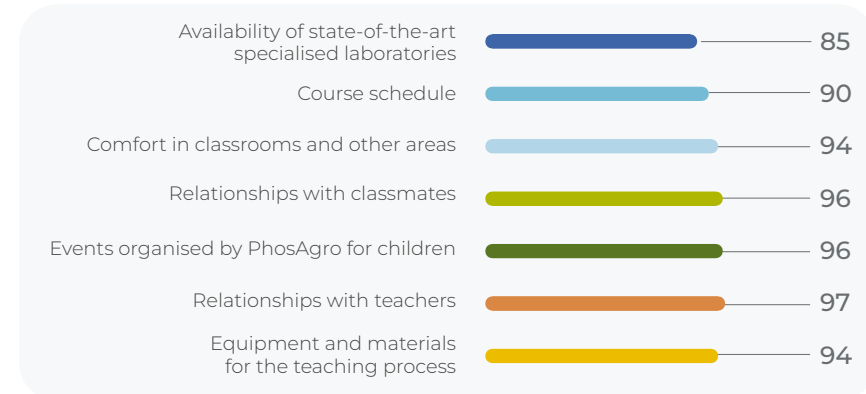 Availability of state-of-the-art
specialised laboratories
85
Course schedule
90
Comfort in classrooms and other areas
94
Relationships with classmates
96
Events organised by PhosAgro for children
96
Relationships with teachers
97
Equipment and materials
for the teaching process
94